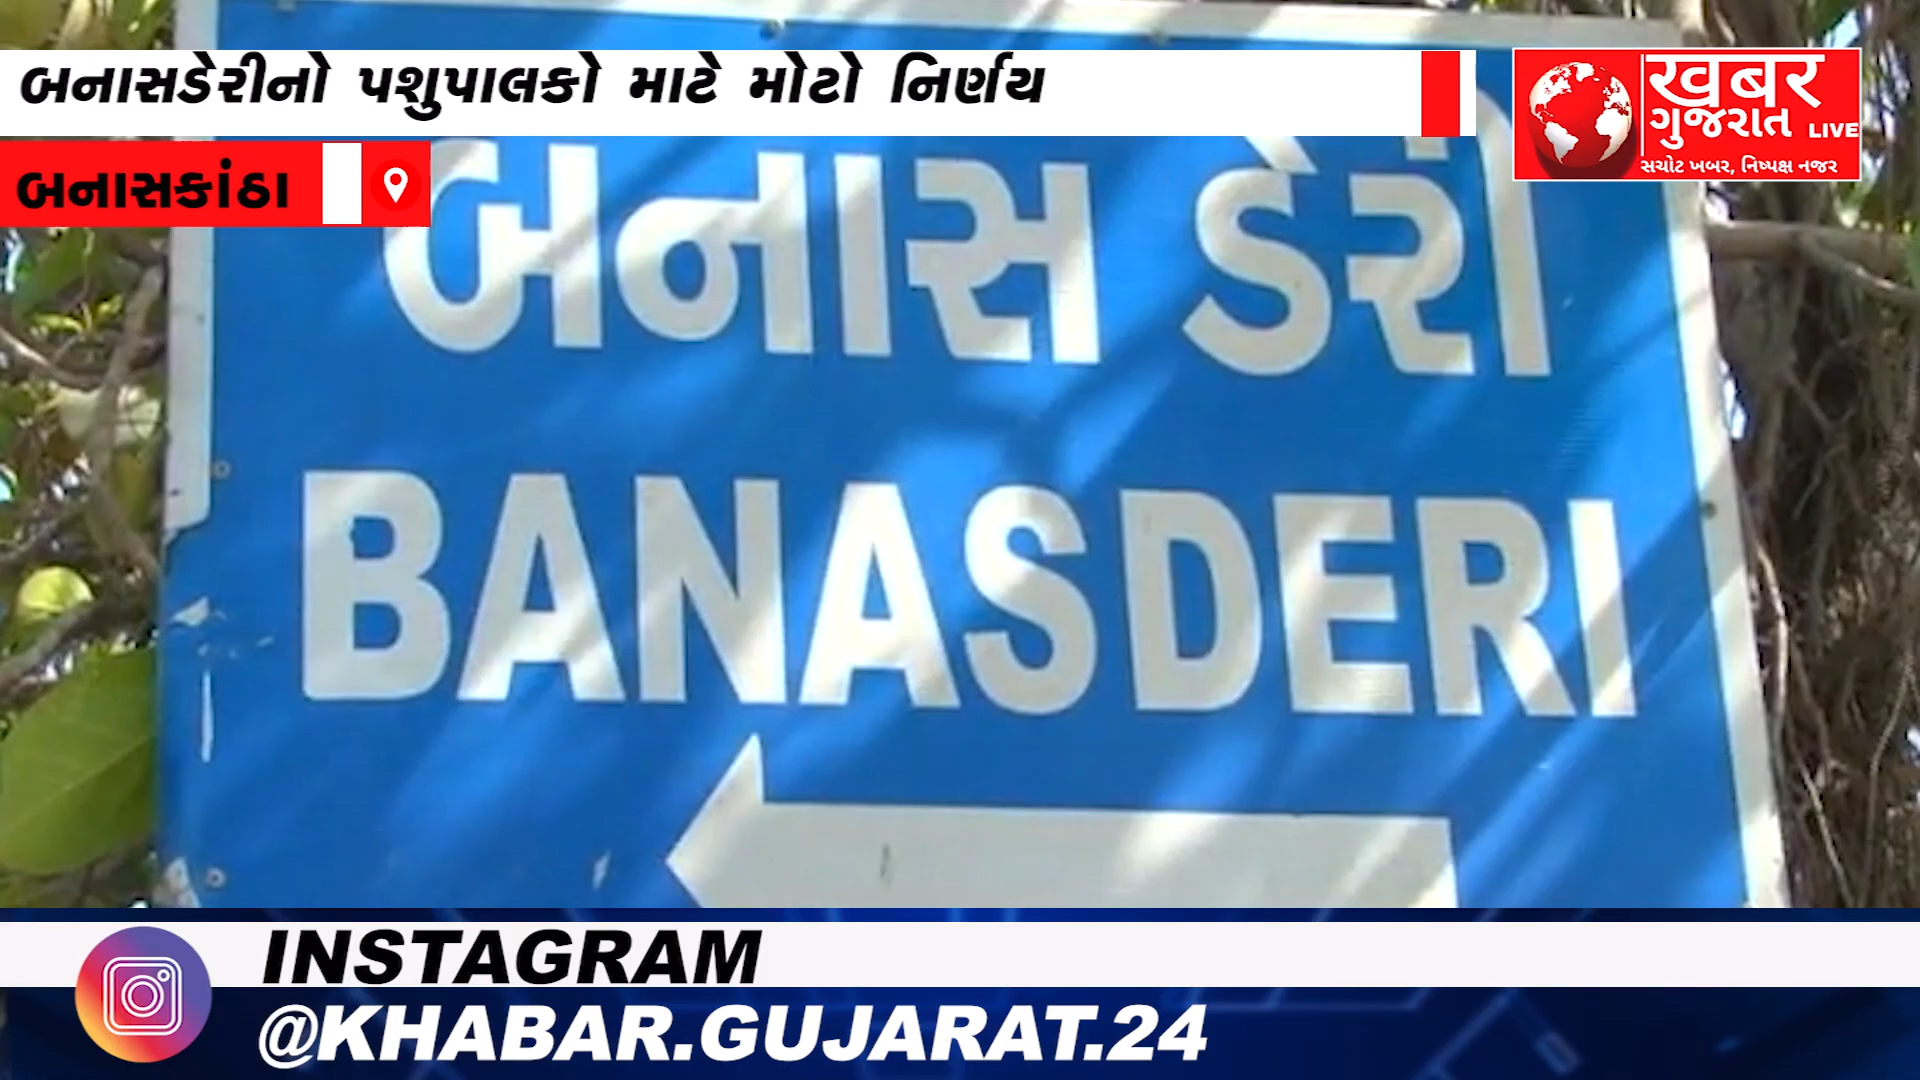 બનાસડેરીનો પશુપાલકો માટે મોટો નિર્ણય
ख़बर
ગુજરાત LIVE
સચોટ ખબર, નિષ્પક્ષ નજર
બનાસકાંઠા
બનાસ ડેરી
BANASDERI
INSTAGRAM
@KHABAR.GUJARAT.24